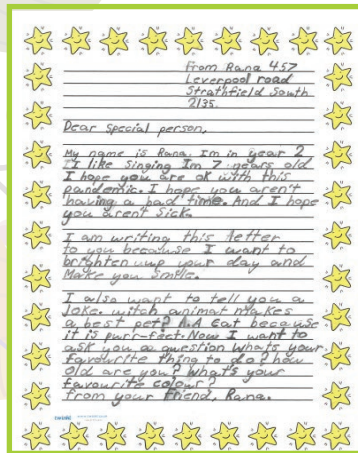 From Rana 457
Leverpool road
Strathfield South
2135.
Dear special person,
My name is Rana. Im in year 2
I like singing Im 7 years old
I hope you are ok with this
pandemic. I hope you aren't
having a bad time. And I hope
you arent sick.
I am writing this letter
to you because I want to
brighten up your day and
Make you smile.
I also want to tell you a
Joke. witch animat makes
a best pet? A.A Cat because
it is purr-fect. Now I want to
ask you a question whats your
favourite thing to do? how
old are you? What's your
favourite colour?
from your friend, Rana.
twinkl